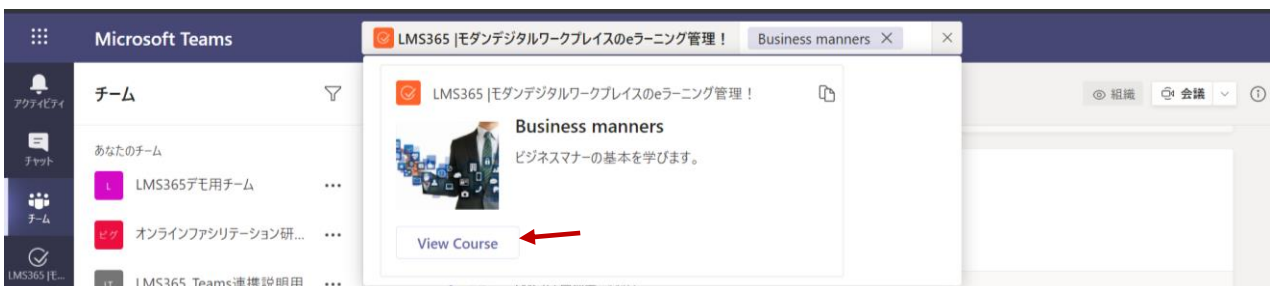 Microsoft Teams
LMS365 |モダンデジタルワークプレイスのeラーニング管理！ Business manners ×
アクティビティ
チーム
LMS365 |モダンデジタルワークプレイスのeラーニング管理！
組織
会議
チャット
あなたのチーム
Business manners
ビジネスマナーの基本を学びます。
L LMS365デモ用チーム ...
チーム
ピグ オンラインファシリテーション研... ...
View Course
LMS365 |モ...
LMS365 Teams連携説明用 ...